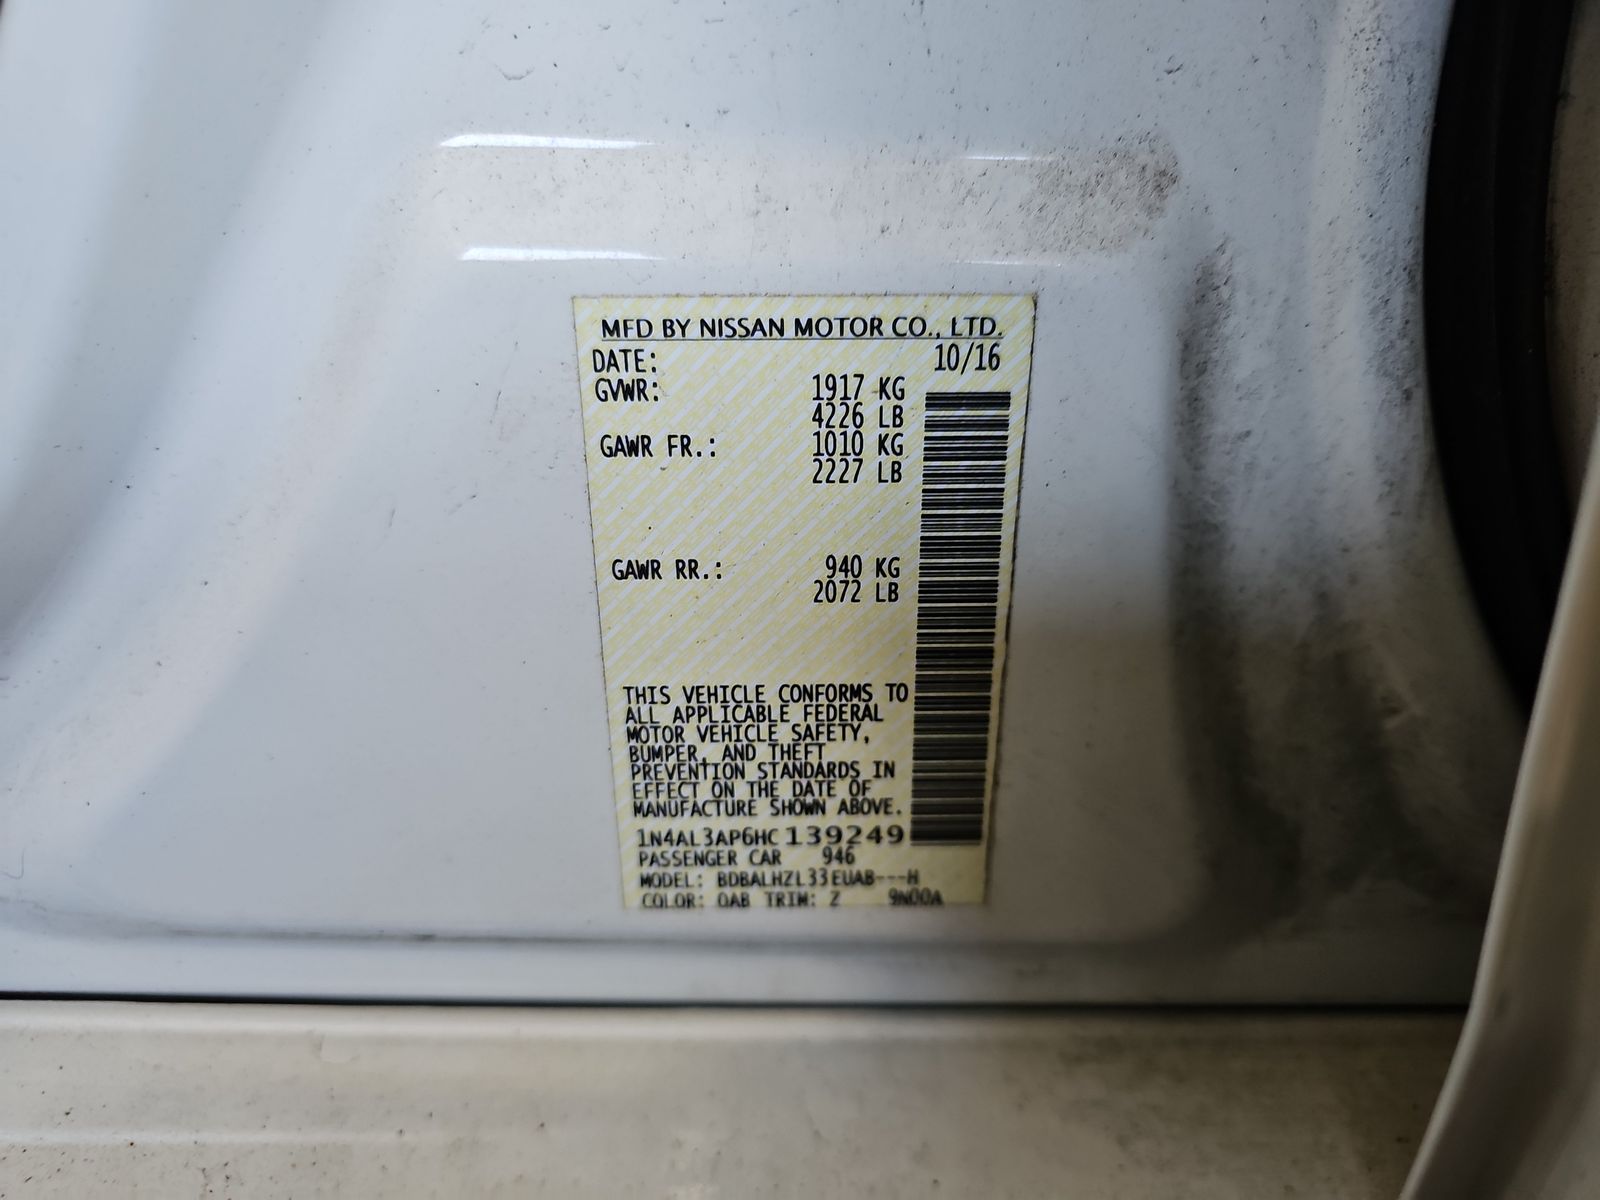 MFD BY NISSAN MOTOR CO., LTD.
DATE: 10/16
GVWR: 1917 KG
4226 LB
GAWR FR.: 1010 KG
2227 LB
GAWR RR.: 940 KG
2072 LB
THIS VEHICLE CONFORMS TO
ALL APPLICABLE FEDERAL
MOTOR VEHICLE SAFETY,
BUMPER, AND THEFT
PREVENTION STANDARDS IN
EFFECT ON THE DATE OF
MANUFACTURE SHOWN ABOVE.
1N4AL3AP6HC139249
PASSENGER CAR 946
MODEL: BDBALHZL33EUAB---H
COLOR: QAB TRIM: Z 9N00A